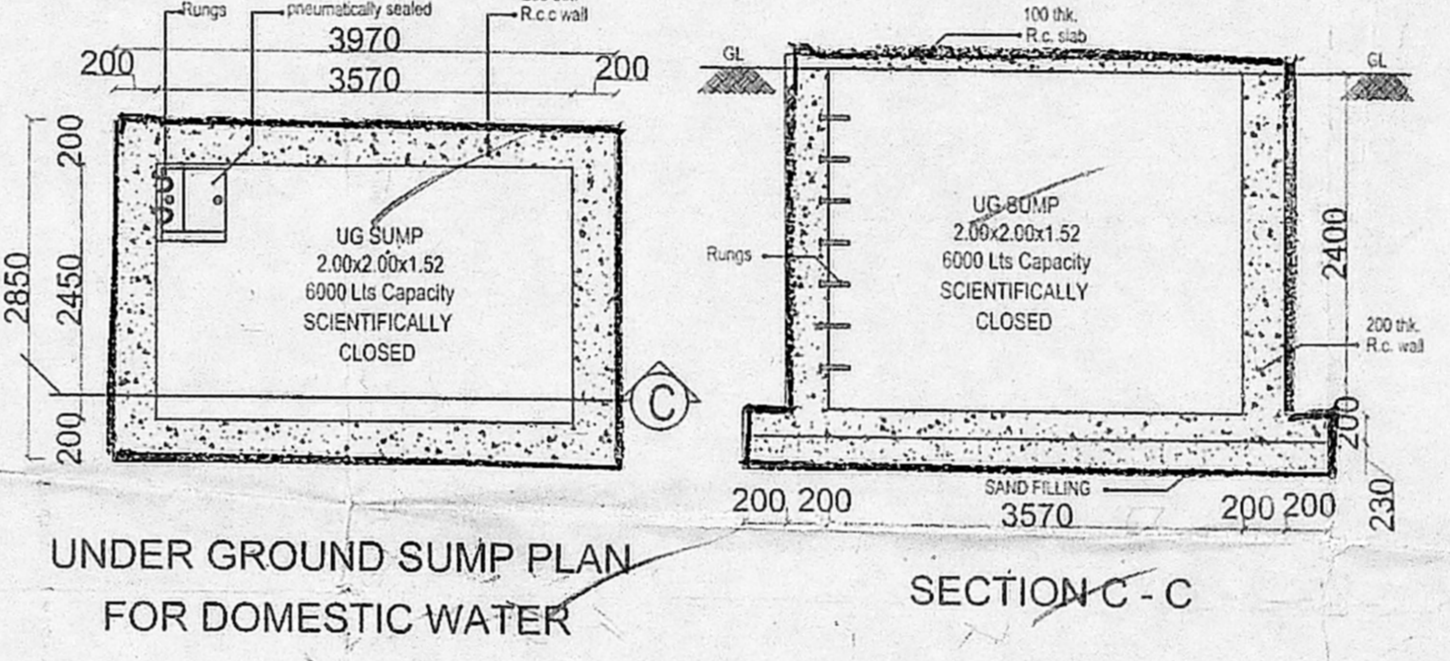 Rungs
pneumatically sealed
R.c.c wall
3970
200
3570
200
200
2850
2450
200
UG SUMP
2.00x2.00x1.52
6000 Lts Capacity
SCIENTIFICALLY
CLOSED
C
UNDER GROUND SUMP PLAN
FOR DOMESTIC WATER
100 thk.
R.c. slab
GL
GL
UG SUMP
2.00x2.00x1.52
6000 Lts Capacity
SCIENTIFICALLY
CLOSED
Rungs
2400
200 thk.
R.c. wall
200
230
SAND FILLING
200 200
3570
200 200
SECTION C - C